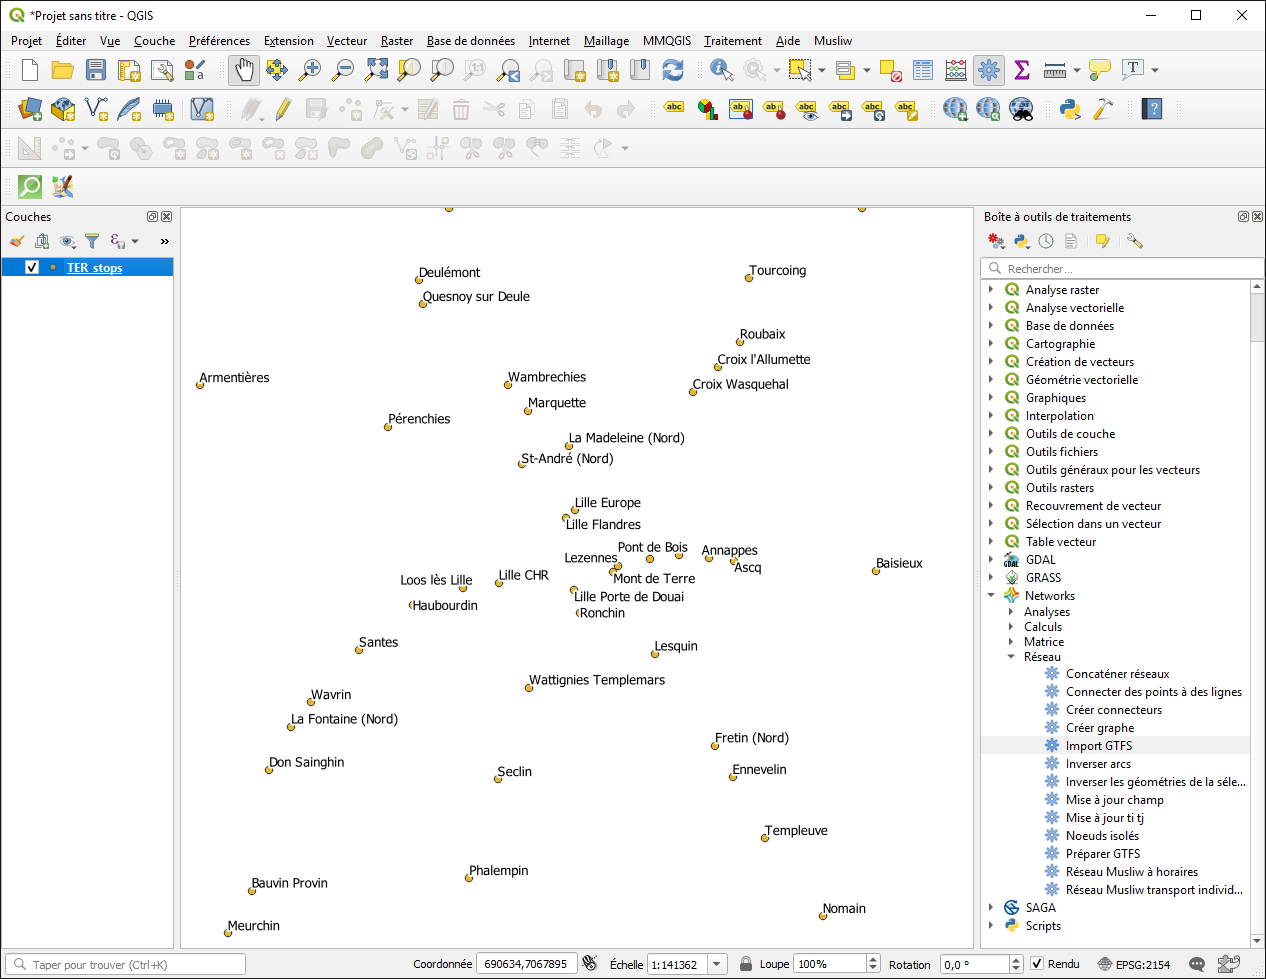 *Projet sans titre - QGIS
Projet Éditer Vue Couche Préférences Extension Vecteur Raster Base de données Internet Maillage MMQGIS Traitement Aide Musliw
Couches
TER stops
Deulémont
Tourcoing
Quesnoy sur Deule
Roubaix
Croix l'Allumette
Armentières
Wambrechies
Croix Wasquehal
Marquette
Pérenchies
La Madeleine (Nord)
St-André (Nord)
Lille Europe
Lille Flandres
Pont de Bois
Annappes
Lezennes
Ascq
Baisieux
Lille CHR
Mont de Terre
Loos lès Lille
Lille Porte de Douai
Haubourdin
Ronchin
Santes
Lesquin
Wattignies Templemars
Wavrin
La Fontaine (Nord)
Fretin (Nord)
Don Sainghin
Seclin
Ennevelin
Templeuve
Phalempin
Bauvin Provin
Nomain
Meurchin
Boîte à outils de traitements
Rechercher...
Analyse raster
Analyse vectorielle
Base de données
Cartographie
Création de vecteurs
Géométrie vectorielle
Graphiques
Interpolation
Outils de couche
Outils fichiers
Outils généraux pour les vecteurs
Outils rasters
Recouvrement de vecteur
Sélection dans un vecteur
Table vecteur
GDAL
GRASS
Networks
Analyses
Calculs
Matrice
Réseau
Concaténer réseaux
Connecter des points à des lignes
Créer connecteurs
Créer graphe
Import GTFS
Inverser arcs
Inverser les géométries de la séle...
Mise à jour champ
Mise à jour ti tj
Noeuds isolés
Préparer GTFS
Réseau Musliw à horaires
Réseau Musliw transport individ...
SAGA
Scripts
Taper pour trouver (Ctrl+K) Coordonnée 690634,7067895 Échelle 1:141362 Loupe 100% Rotation 0,0 ° Rendu EPSG:2154